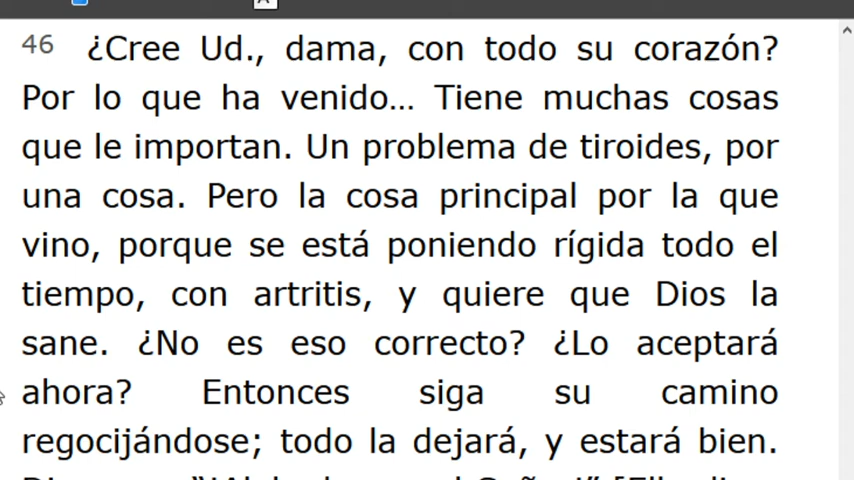 46 ¿Cree Ud., dama, con todo su corazón?
Por lo que ha venido... Tiene muchas cosas
que le importan. Un problema de tiroides, por
una cosa. Pero la cosa principal por la que
vino, porque se está poniendo rígida todo el
tiempo, con artritis, y quiere que Dios la
sane. ¿No es eso correcto? ¿Lo aceptará
ahora? Entonces siga su camino
regocijándose; todo la dejará, y estará bien.